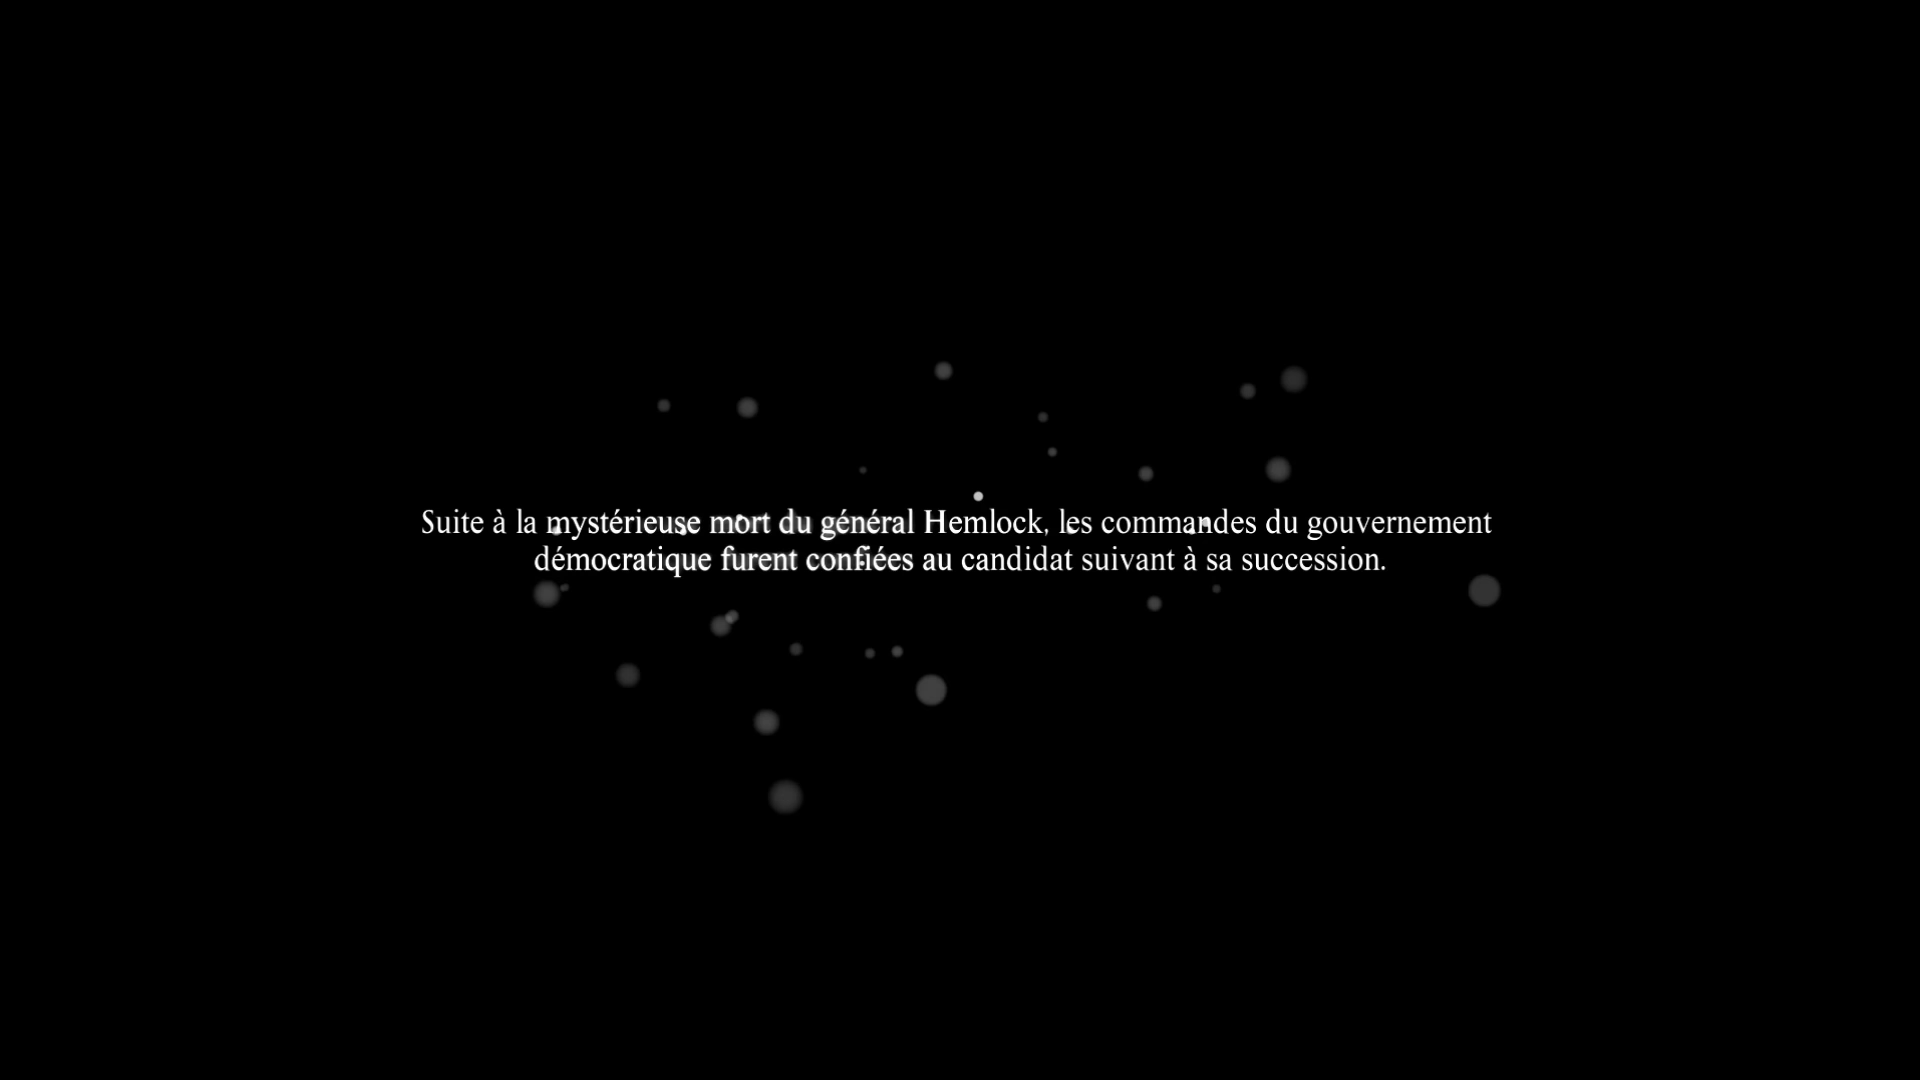 Suite à la mystérieuse mort du général Hemlock, les commandes du gouvernement
démocratique furent confiées au candidat suivant à sa succession.